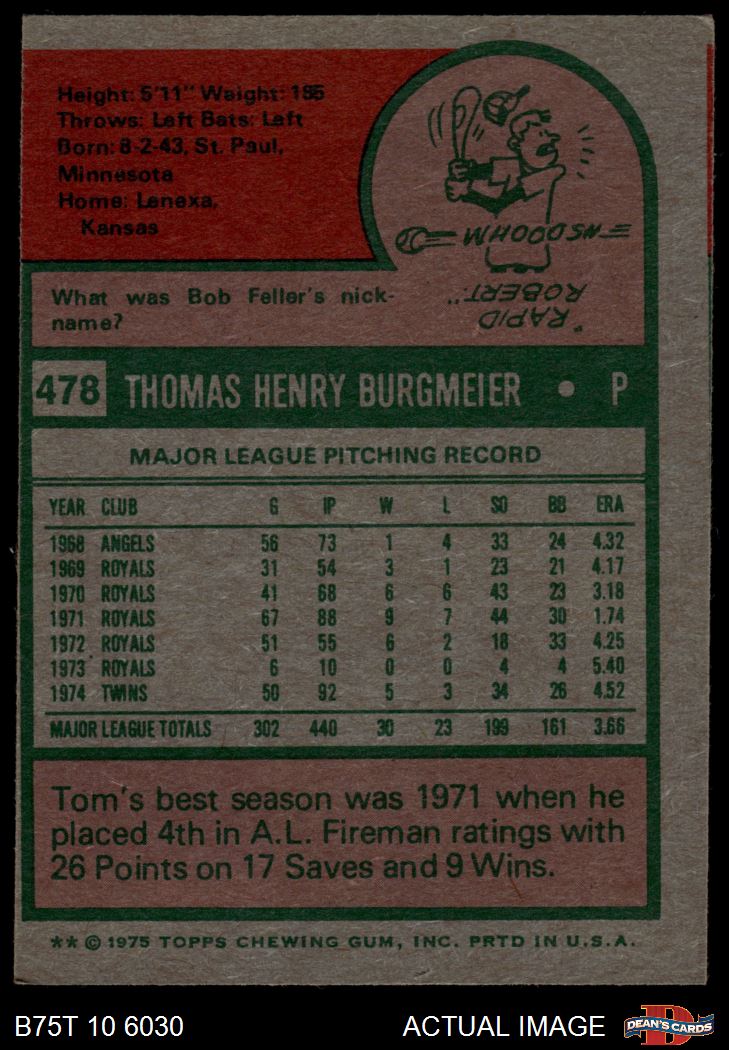 Height: 5'11" Weight: 185
Throws: Left Bats: Left
Born: 8-2-43, St. Paul,
Minnesota
Home: Lenexa,
Kansas
WHOOOSH
What was Bob Feller's nick-
name?
"RAPID
ROBERT."
478 THOMAS HENRY BURGMEIER • P
MAJOR LEAGUE PITCHING RECORD
YEAR CLUB G IP W L SO BB ERA
1968 ANGELS 56 73 1 4 33 24 4.32
1969 ROYALS 31 54 3 1 23 21 4.17
1970 ROYALS 41 68 6 6 43 23 3.18
1971 ROYALS 67 88 9 7 44 30 1.74
1972 ROYALS 51 55 6 2 18 33 4.25
1973 ROYALS 6 10 0 0 4 4 5.40
1974 TWINS 50 92 5 3 34 26 4.52
MAJOR LEAGUE TOTALS 302 440 30 23 199 161 3.66
Tom's best season was 1971 when he
placed 4th in A.L. Fireman ratings with
26 Points on 17 Saves and 9 Wins.
** © 1975 TOPPS CHEWING GUM, INC. PRTD IN U.S.A.
B75T 10 6030 ACTUAL IMAGE DEAN'S CARDS